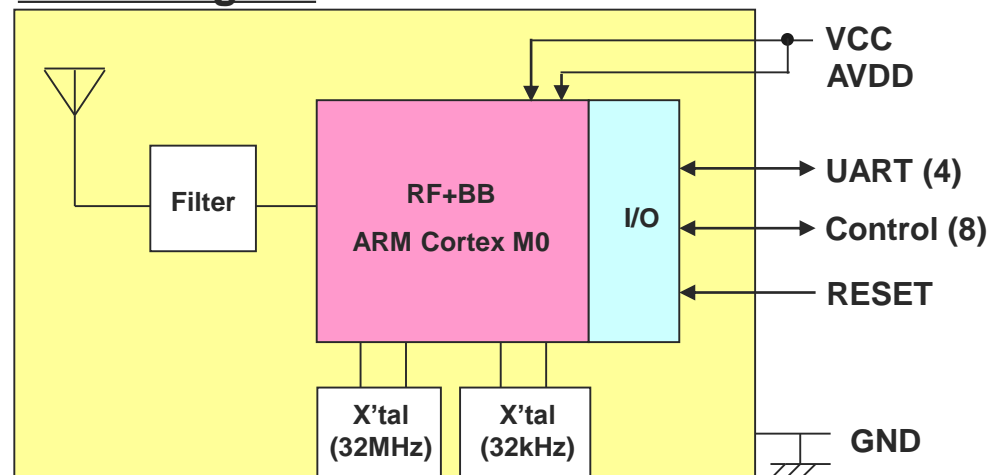 VCC
AVDD
Filter
RF+BB
ARM Cortex M0
I/O
UART (4)
Control (8)
RESET
X'tal
(32MHz)
X'tal
(32kHz)
GND